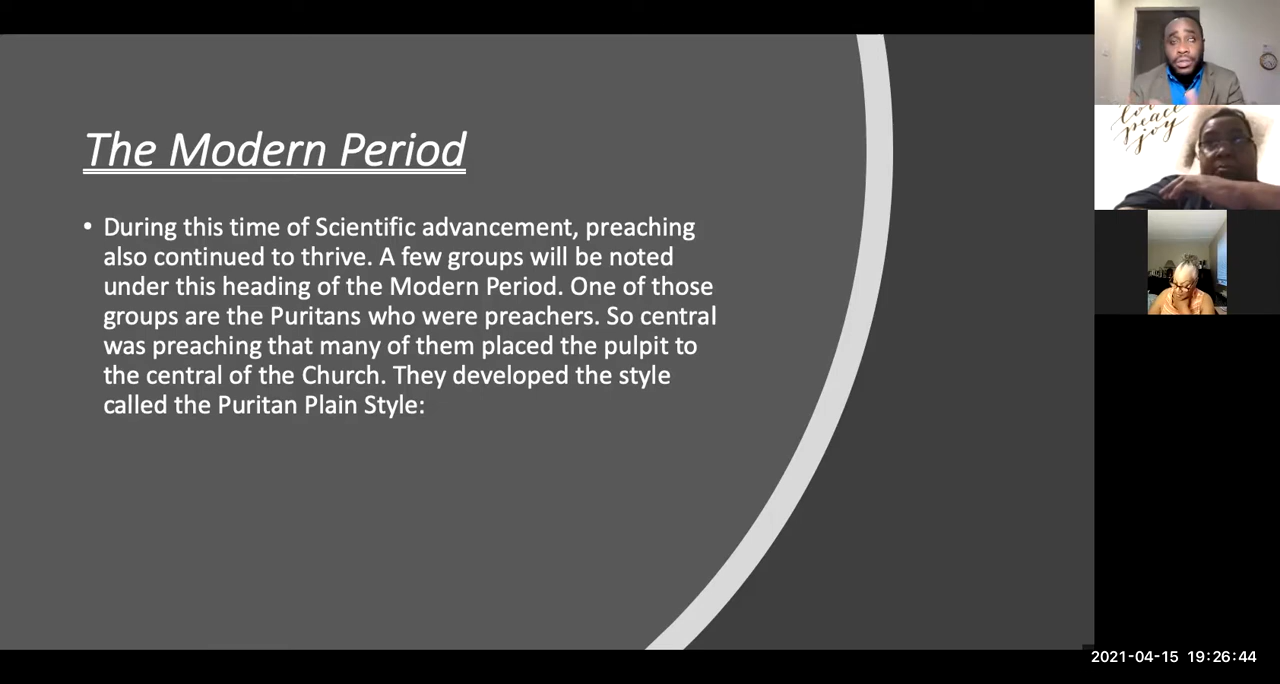 The Modern Period
• During this time of Scientific advancement, preaching
also continued to thrive. A few groups will be noted
under this heading of the Modern Period. One of those
groups are the Puritans who were preachers. So central
was preaching that many of them placed the pulpit to
the central of the Church. They developed the style
called the Puritan Plain Style:
love
peace
joy
2021-04-15 19:26:44